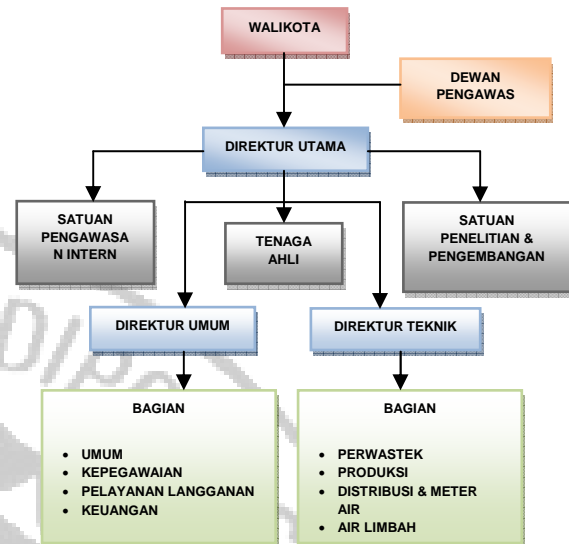 WALIKOTA
DEWAN
PENGAWAS
DIREKTUR UTAMA
SATUAN
PENGAWASA
N INTERN
TENAGA
AHLI
SATUAN
PENELITIAN &
PENGEMBANGAN
DIREKTUR UMUM
DIREKTUR TEKNIK
BAGIAN
• UMUM
• KEPEGAWAIAN
• PELAYANAN LANGGANAN
• KEUANGAN
BAGIAN
• PERWASTEK
• PRODUKSI
• DISTRIBUSI & METER
AIR
• AIR LIMBAH